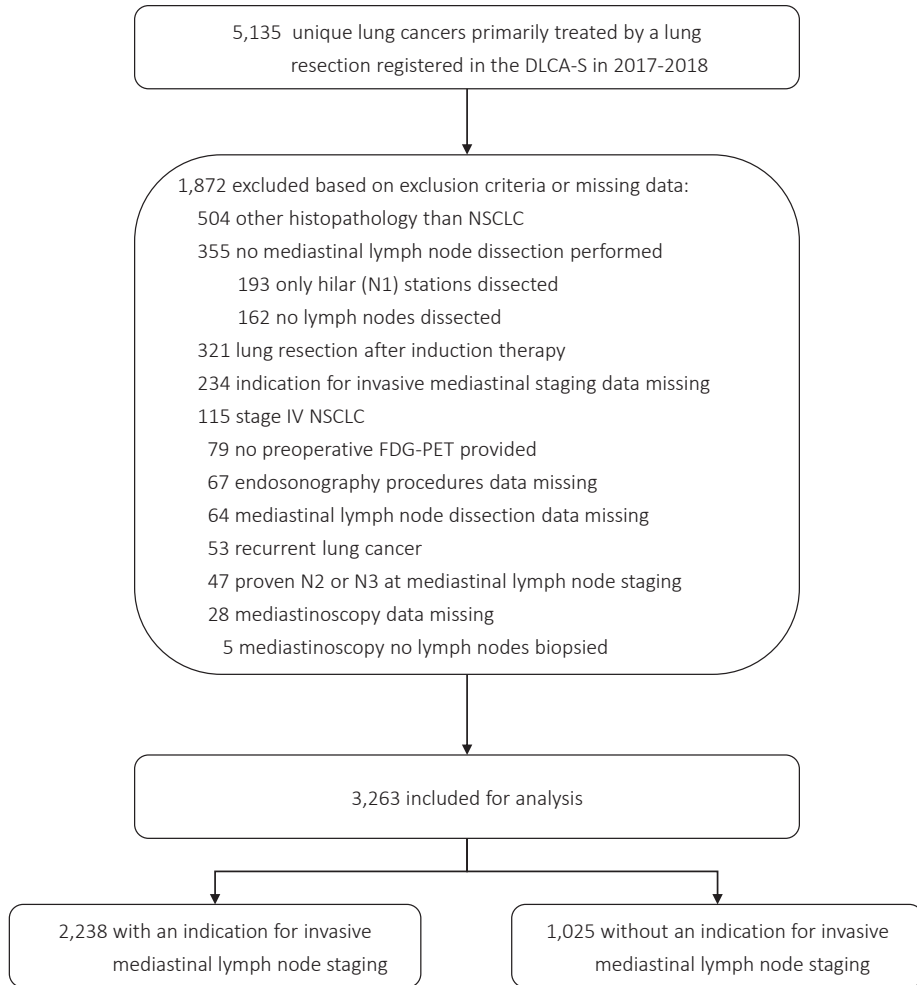 5,135 unique lung cancers primarily treated by a lung
resection registered in the DLCA-S in 2017-2018
1,872 excluded based on exclusion criteria or missing data:
504 other histopathology than NSCLC
355 no mediastinal lymph node dissection performed
193 only hilar (N1) stations dissected
162 no lymph nodes dissected
321 lung resection after induction therapy
234 indication for invasive mediastinal staging data missing
115 stage IV NSCLC
79 no preoperative FDG-PET provided
67 endosonography procedures data missing
64 mediastinal lymph node dissection data missing
53 recurrent lung cancer
47 proven N2 or N3 at mediastinal lymph node staging
28 mediastinoscopy data missing
5 mediastinoscopy no lymph nodes biopsied
3,263 included for analysis
2,238 with an indication for invasive
mediastinal lymph node staging
1,025 without an indication for invasive
mediastinal lymph node staging